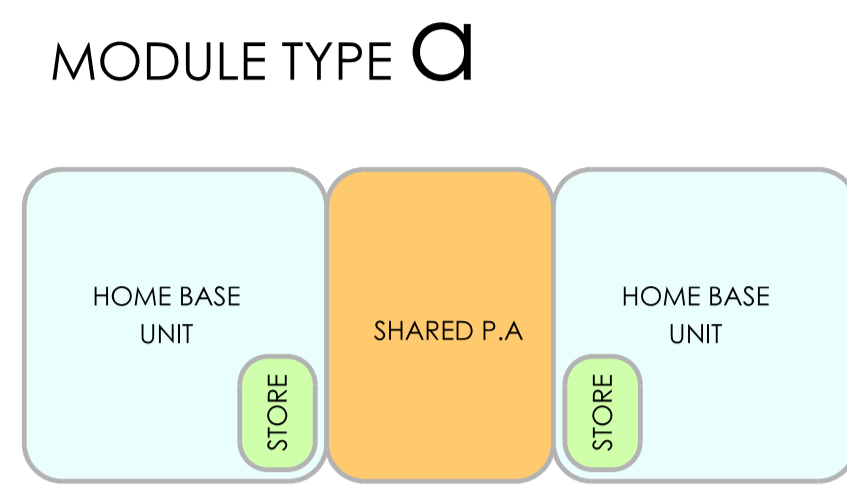 MODULE TYPE a
HOME BASE
UNIT
STORE
SHARED P.A
HOME BASE
UNIT
STORE